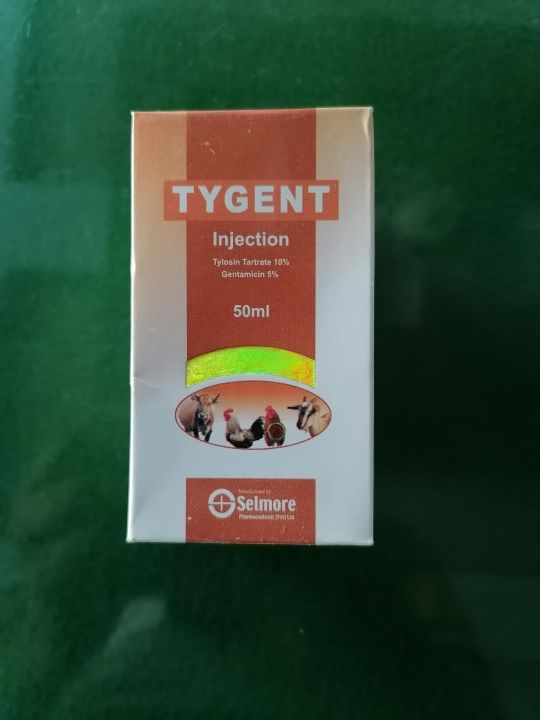 TYGENT
Injection
Tylosin Tartrate 10%
Gentamicin 5%
50ml
Manufactured by
Selmore
Pharmaceuticals (Pvt) Ltd